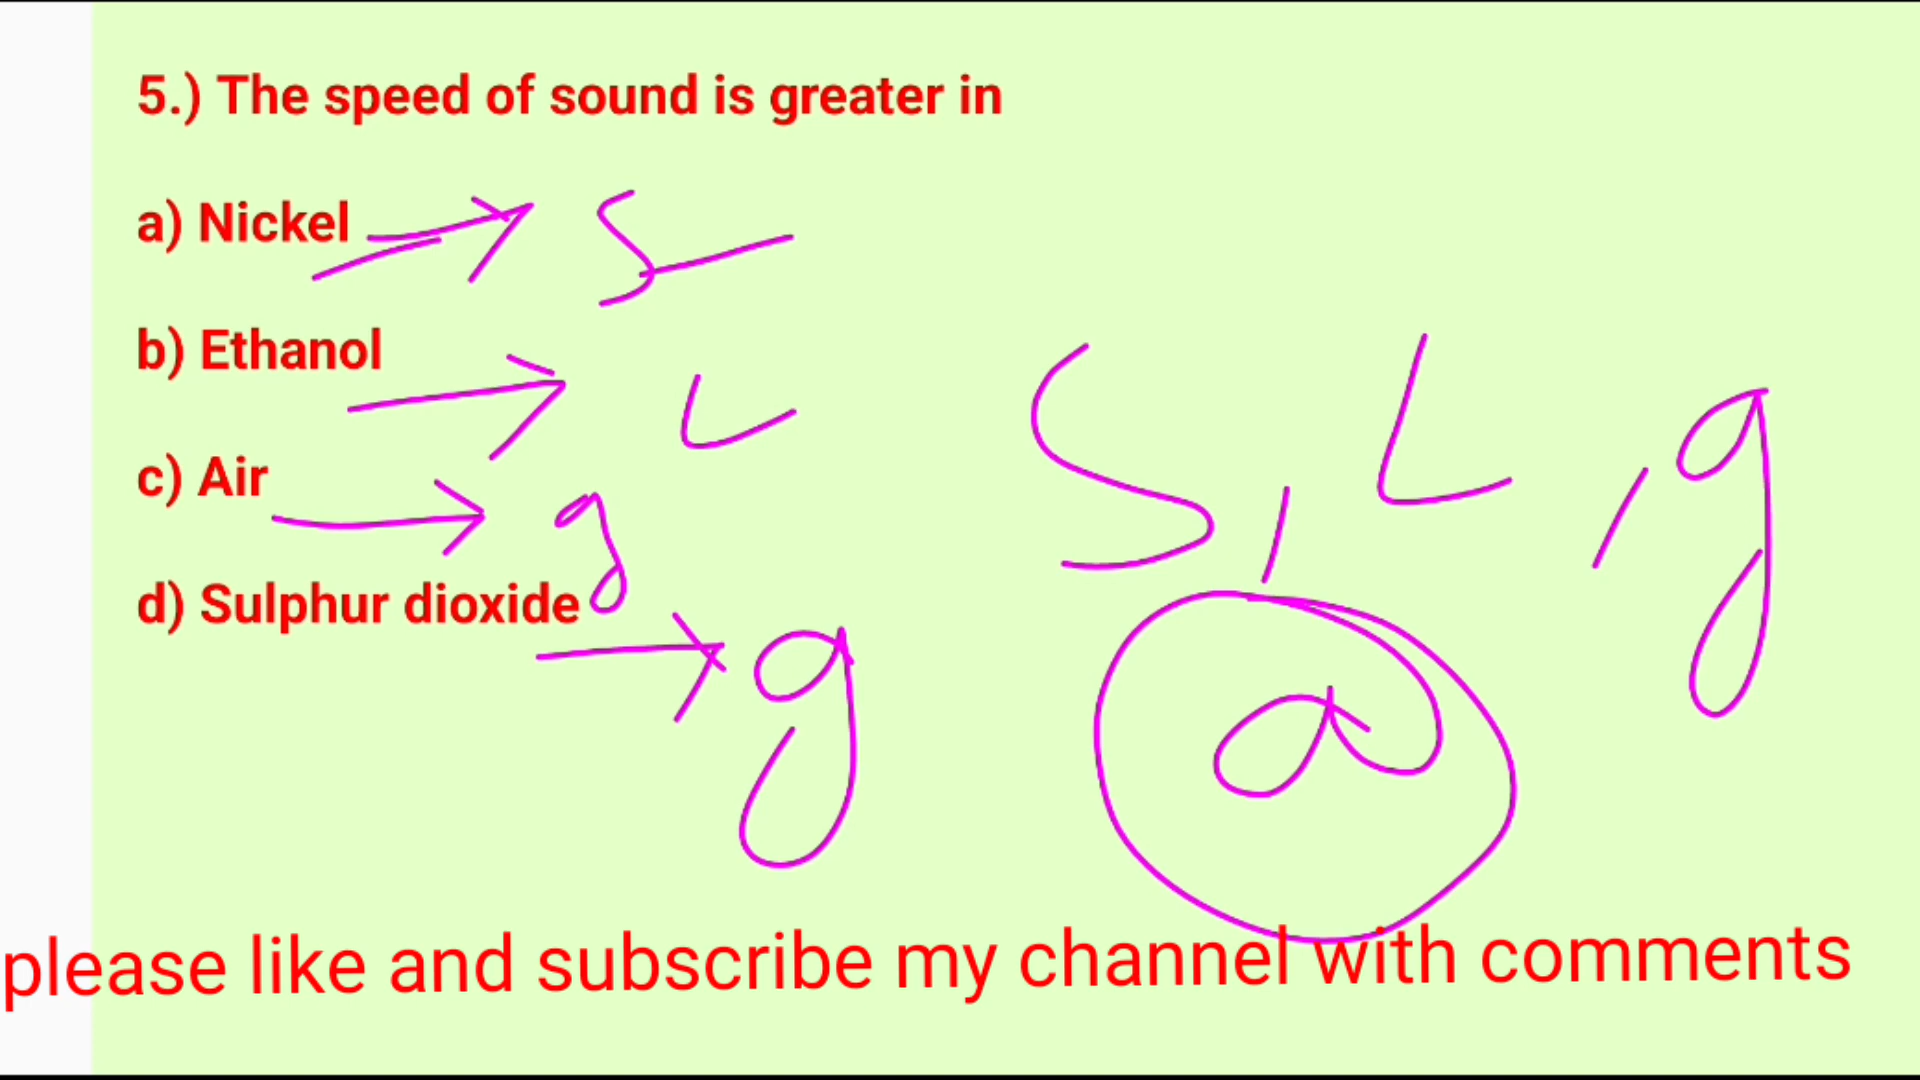 5.) The speed of sound is greater in
a) Nickel S
b) Ethanol L
c) Air g
d) Sulphur dioxide g
S, L, g
a
please like and subscribe my channel with comments